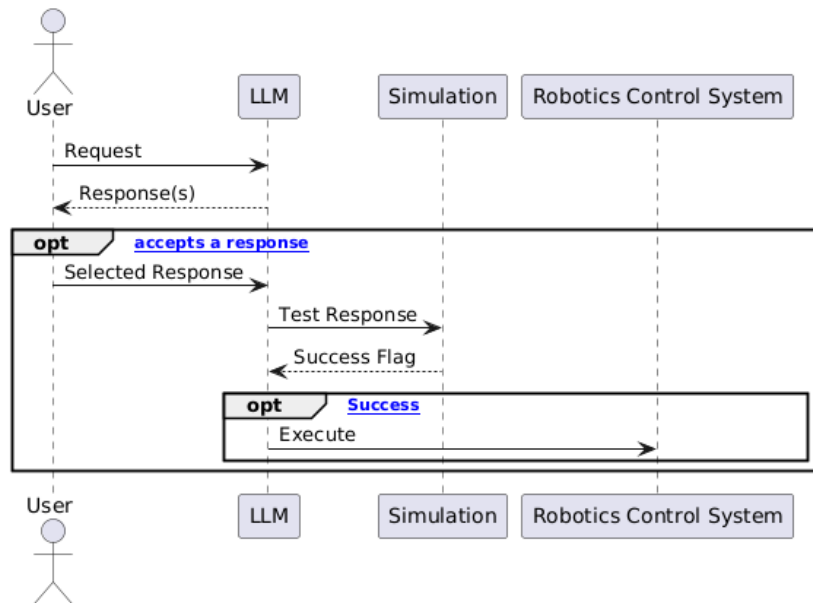 User
LLM
Simulation
Robotics Control System
Request
Response(s)
opt
accepts a response
Selected Response
Test Response
Success Flag
opt
Success
Execute
User
LLM
Simulation
Robotics Control System